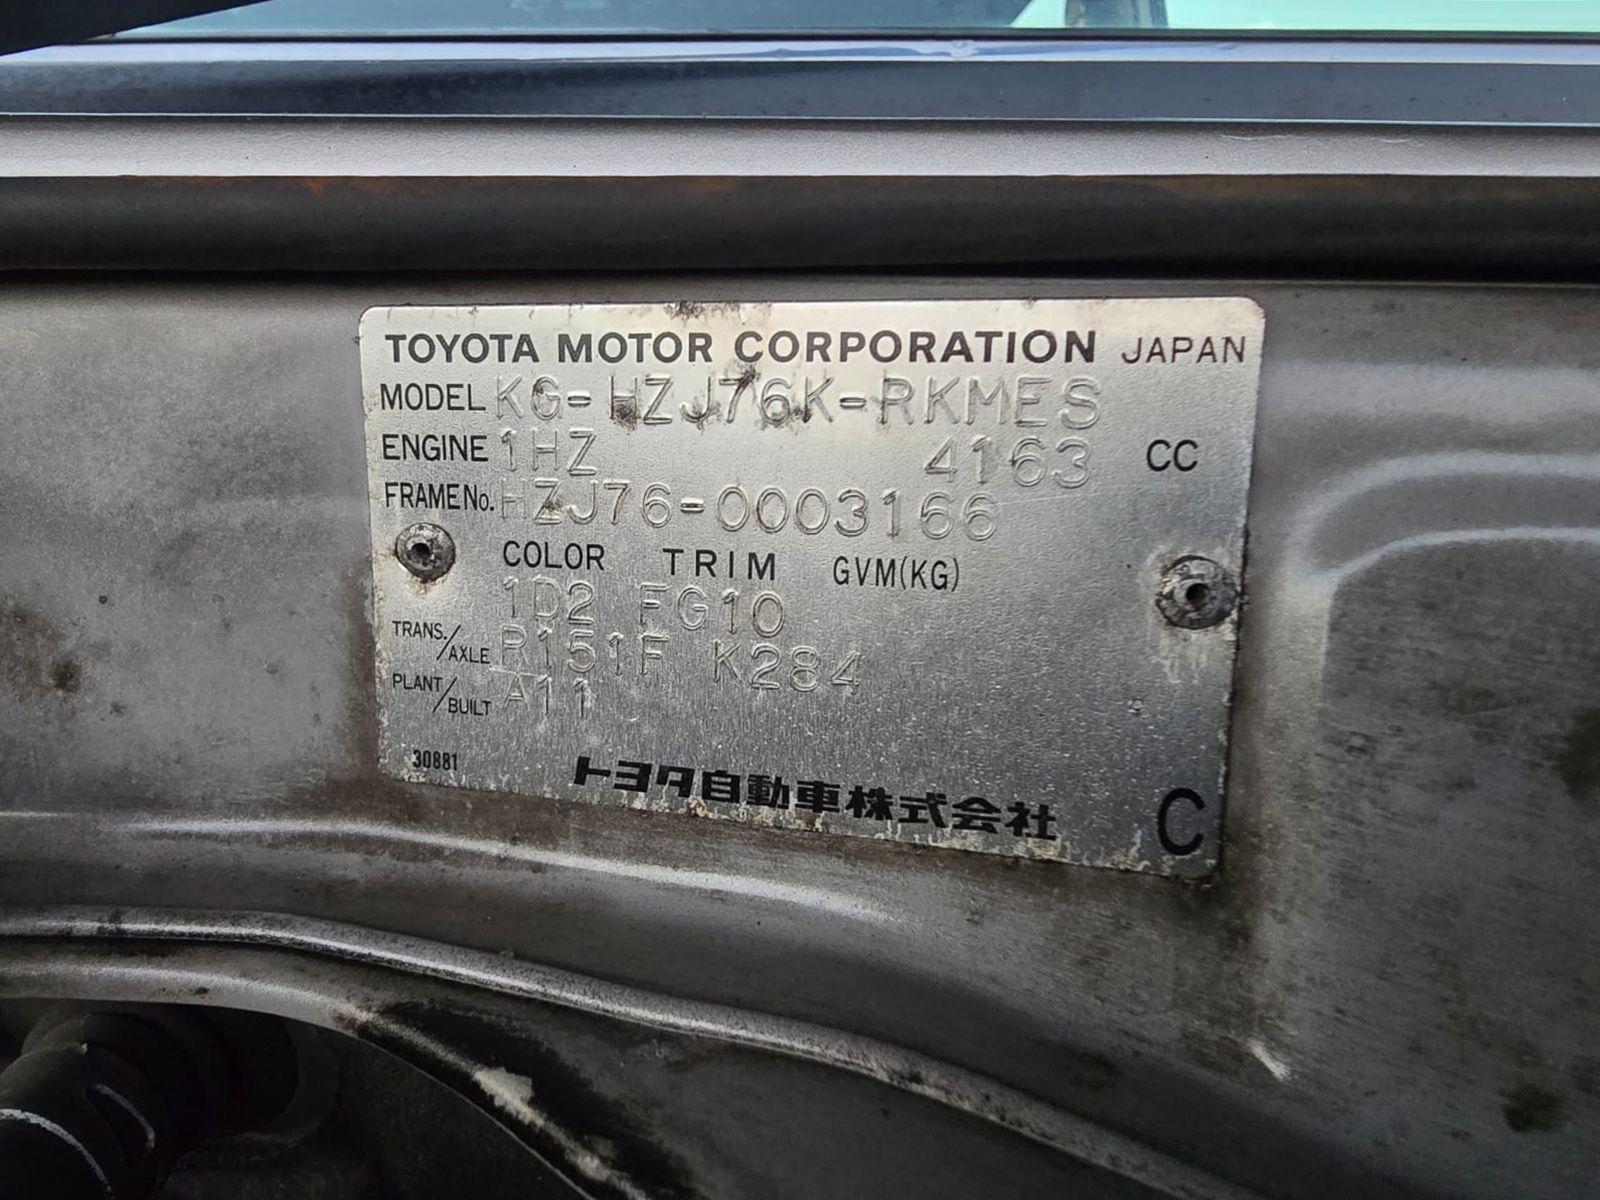 TOYOTA MOTOR CORPORATION JAPAN
MODEL KG-HZJ76K-RKMES
ENGINE 1HZ 4163 CC
FRAME No. HZJ76-0003166
COLOR TRIM GVM(KG)
1D2 FG10
TRANS./AXLE R151F K284
PLANT/BUILT A11
30881 トヨタ自動車株式会社 C